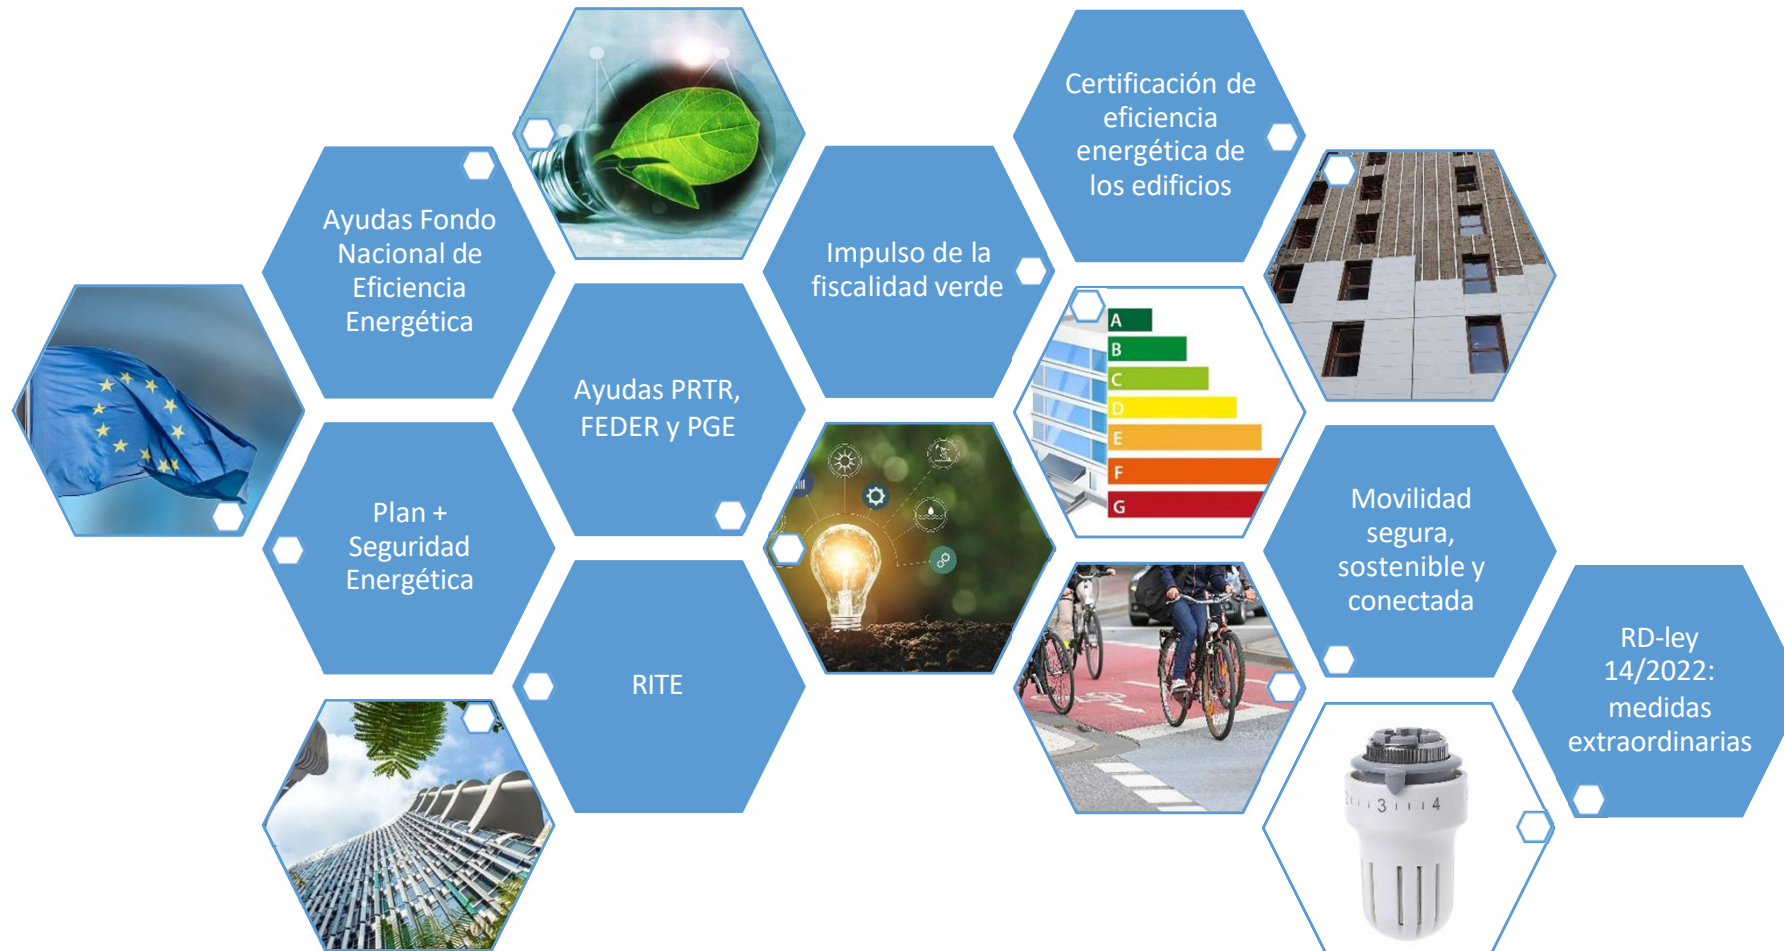 Certificación de
eficiencia
energética de
los edificios
Ayudas Fondo
Nacional de
Eficiencia
Energética
Impulso de la
fiscalidad verde
Ayudas PRTR,
FEDER y PGE
A
B
C
D
E
F
G
Plan +
Seguridad
Energética
Movilidad
segura,
sostenible y
conectada
RITE
RD-ley
14/2022:
medidas
extraordinarias
2 3 4